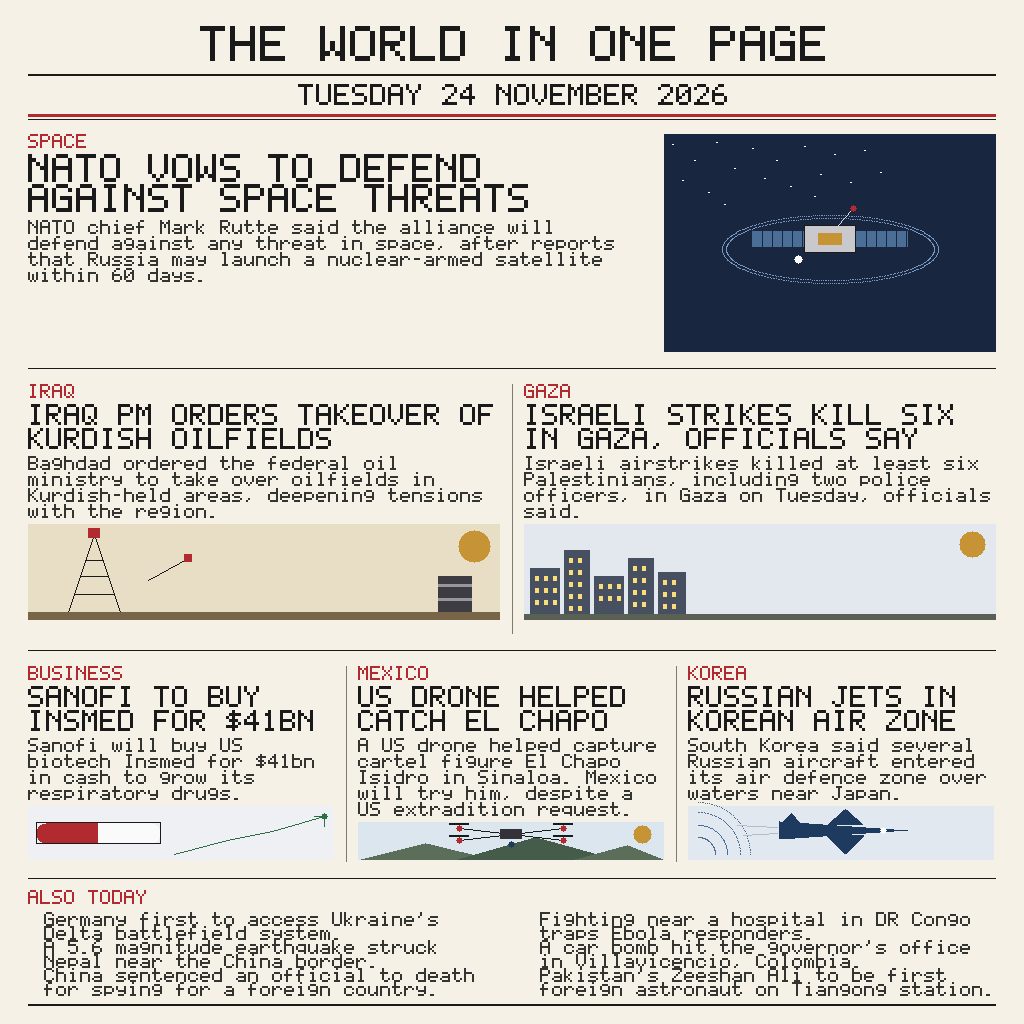 THE WORLD IN ONE PAGE
TUESDAY 24 NOVEMBER 2026
SPACE
NATO VOWS TO DEFEND
AGAINST SPACE THREATS
NATO chief Mark Rutte said the alliance will
defend against any threat in space, after reports
that Russia may launch a nuclear-armed satellite
within 60 days.
IRAQ
IRAQ PM ORDERS TAKEOVER OF
KURDISH OILFIELDS
Baghdad ordered the federal oil
ministry to take over oilfields in
Kurdish-held areas, deepening tensions
with the region.
GAZA
ISRAELI STRIKES KILL SIX
IN GAZA, OFFICIALS SAY
Israeli airstrikes killed at least six
Palestinians, including two police
officers, in Gaza on Tuesday, officials
said.
BUSINESS
SANOFI TO BUY
INSMED FOR $41BN
Sanofi will buy US
biotech Insmed for $41bn
in cash to grow its
respiratory drugs.
MEXICO
US DRONE HELPED
CATCH EL CHAPO
A US drone helped capture
cartel figure El Chapo
Isidro in Sinaloa. Mexico
will try him, despite a
US extradition request.
KOREA
RUSSIAN JETS IN
KOREAN AIR ZONE
South Korea said several
Russian aircraft entered
its air defence zone over
waters near Japan.
ALSO TODAY
Germany first to access Ukraine's
Delta battlefield system.
A 5.6 magnitude earthquake struck
Nepal near the China border.
China sentenced an official to death
for spying for a foreign country.
Fighting near a hospital in DR Congo
traps Ebola responders.
A car bomb hit the governor's office
in Villavicencio, Colombia.
Pakistan's Zeeshan Ali to be first
foreign astronaut on Tiangong station.